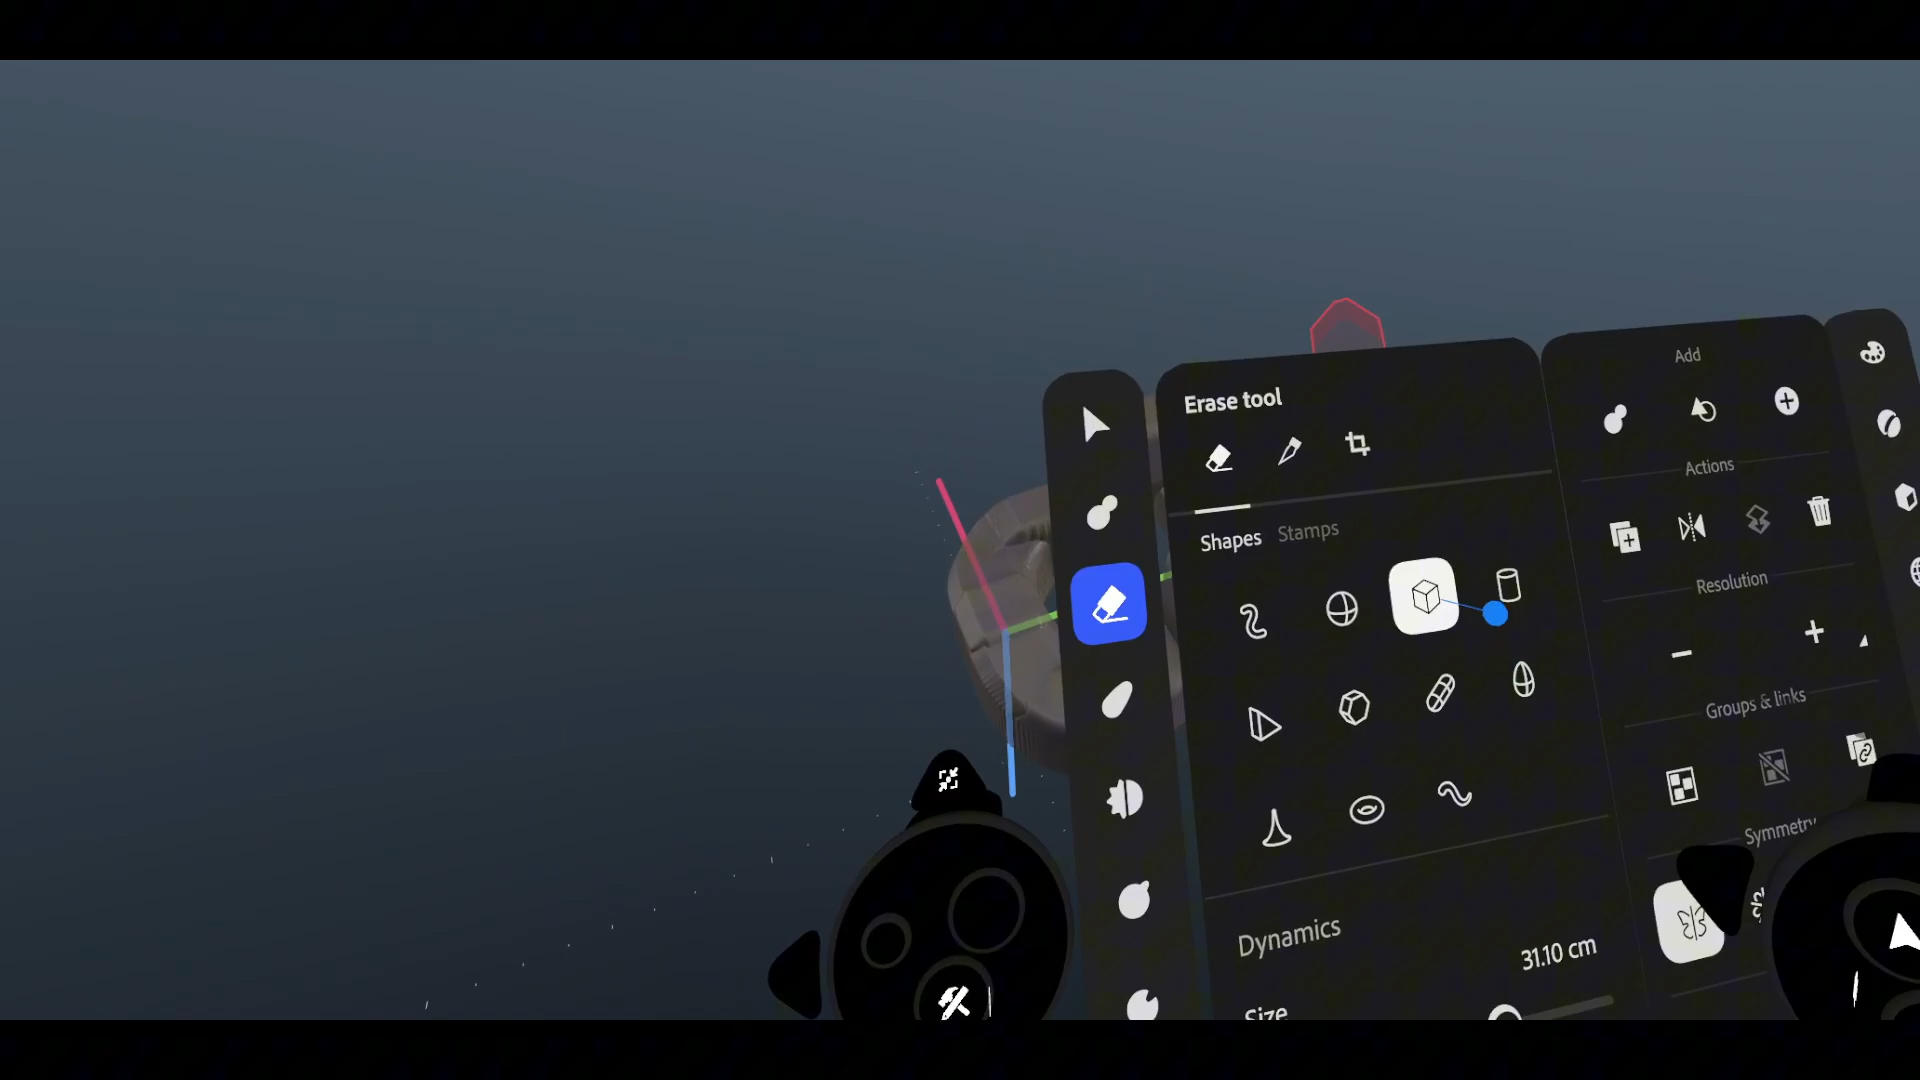 Erase tool
Shapes Stamps
Dynamics
31.10 cm
Size
Add
Actions
Resolution
Groups & links
Symmetry